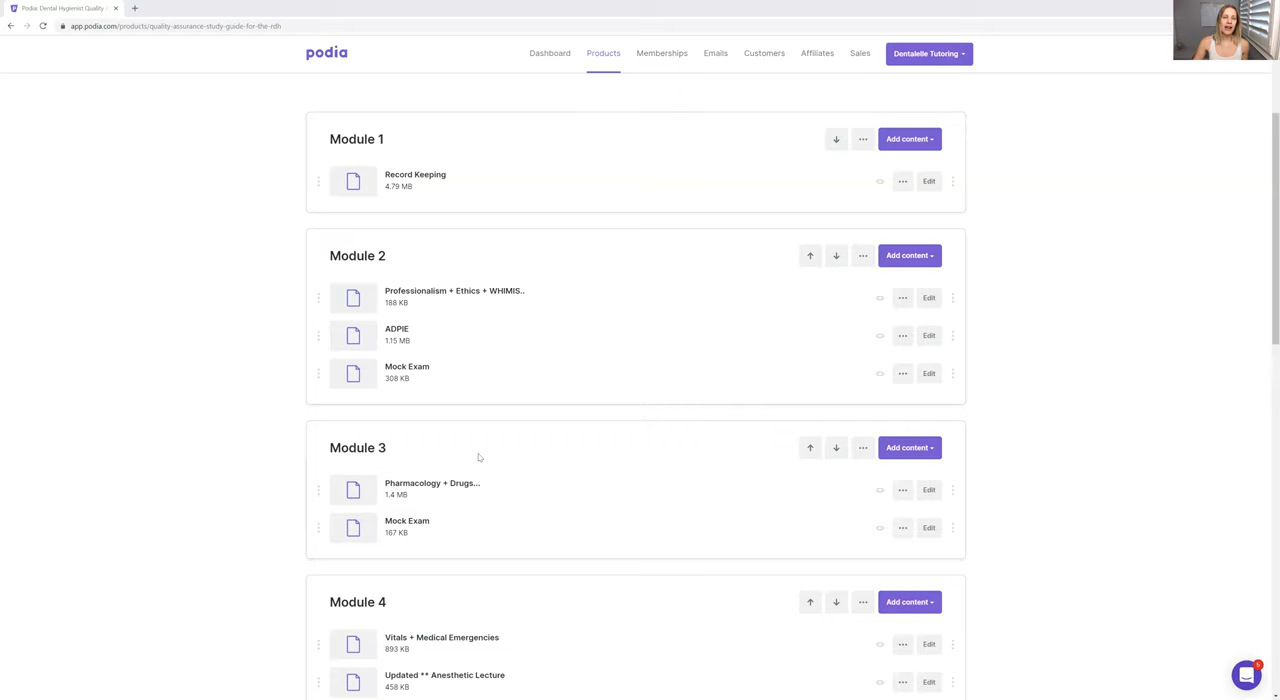 Podia: Dental Hygienist Quality
app.podia.com/products/quality-assurance-study-guide-for-the-rdh
podia
Dashboard
Products
Memberships
Emails
Customers
Affiliates
Sales
Dentalelle Tutoring
Module 1
Add content
Record Keeping
4.79 MB
Edit
Module 2
Add content
Professionalism + Ethics + WHIMIS..
188 KB
Edit
ADPIE
1.15 MB
Edit
Mock Exam
308 KB
Edit
Module 3
Add content
Pharmacology + Drugs...
1.4 MB
Edit
Mock Exam
167 KB
Edit
Module 4
Add content
Vitals + Medical Emergencies
893 KB
Edit
Updated ** Anesthetic Lecture
458 KB
Edit
5